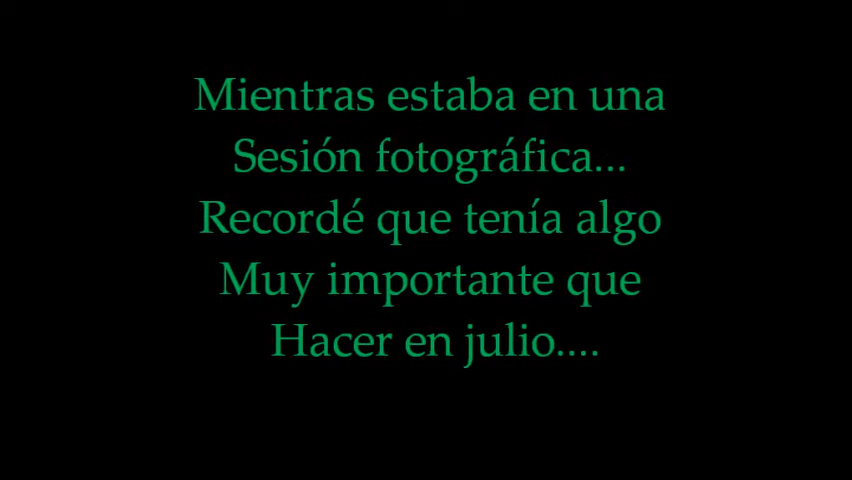 Mientras estaba en una
Sesión fotográfica...
Recordé que tenía algo
Muy importante que
Hacer en julio....